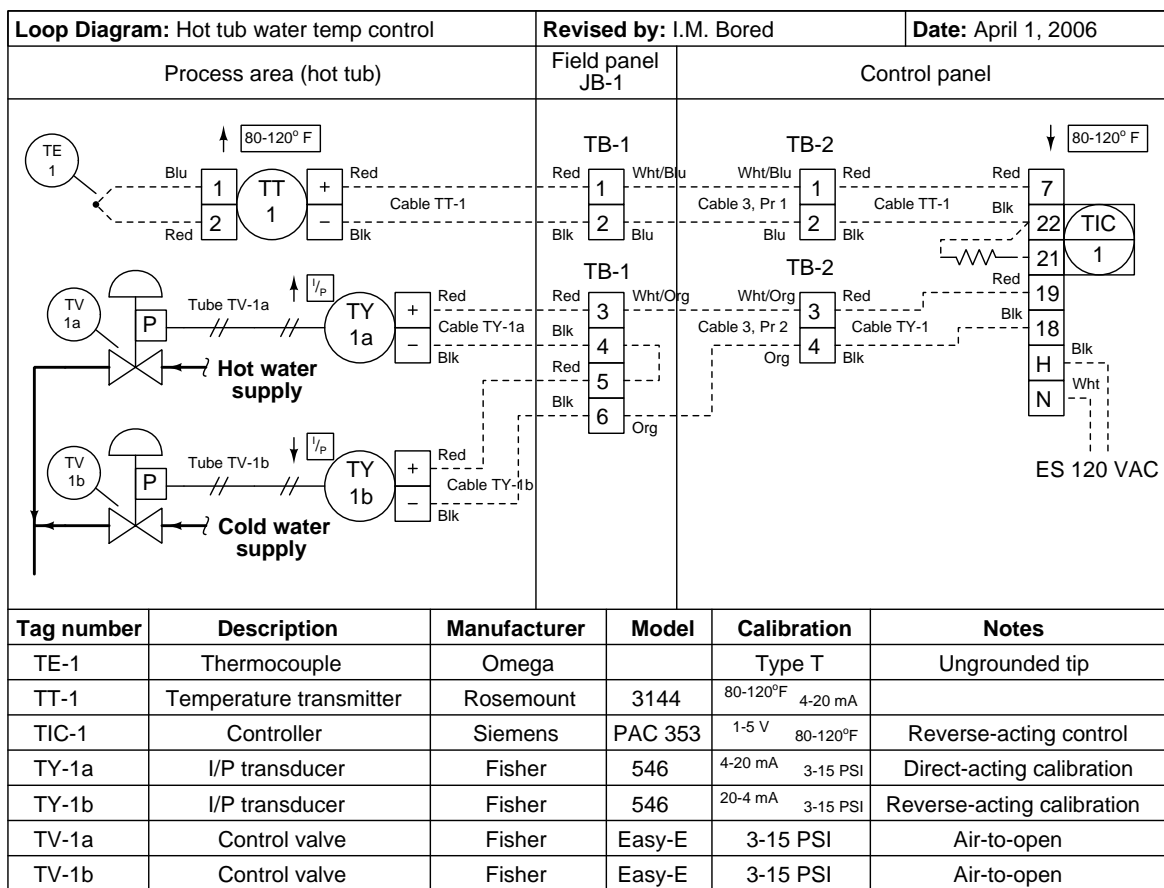 Loop Diagram: Hot tub water temp control Revised by: I.M. Bored Date: April 1, 2006
Process area (hot tub) Field panel JB-1 Control panel
TE 1
80-120° F
Blu 1
Red 2
TT 1
+ Red
– Blk
Cable TT-1
TB-1
Red 1 Wht/Blu
Blk 2 Blu
Cable 3, Pr 1
TB-2
Wht/Blu 1 Red
Blu 2 Blk
Cable TT-1
80-120° F
Red 7
Blk 22
21
Red 19
Blk 18
H Blk
N Wht
TIC 1
ES 120 VAC
TV 1a
P
Tube TV-1a
I/P
TY 1a
+ Red
– Blk
Cable TY-1a
Hot water
supply
TB-1
Red 3 Wht/Org
Blk 4
Red 5
Blk 6 Org
Cable 3, Pr 2
TB-2
Wht/Org 3 Red
Org 4 Blk
Cable TY-1
TV 1b
P
Tube TV-1b
I/P
TY 1b
+ Red
– Blk
Cable TY-1b
Cold water
supply
Tag number Description Manufacturer Model Calibration Notes
TE-1 Thermocouple Omega Type T Ungrounded tip
TT-1 Temperature transmitter Rosemount 3144 80-120°F 4-20 mA
TIC-1 Controller Siemens PAC 353 1-5 V 80-120°F Reverse-acting control
TY-1a I/P transducer Fisher 546 4-20 mA 3-15 PSI Direct-acting calibration
TY-1b I/P transducer Fisher 546 20-4 mA 3-15 PSI Reverse-acting calibration
TV-1a Control valve Fisher Easy-E 3-15 PSI Air-to-open
TV-1b Control valve Fisher Easy-E 3-15 PSI Air-to-open